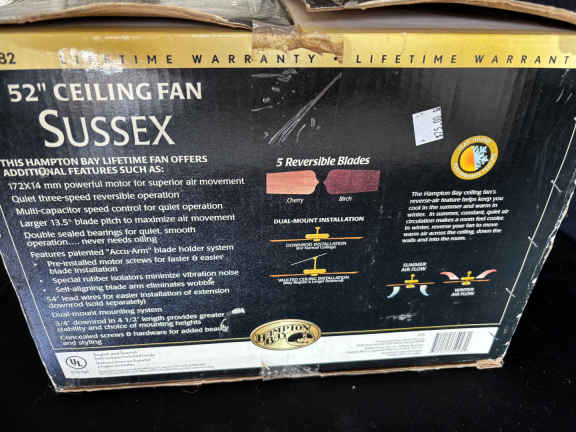 82 LIFETIME WARRANTY • LIFETIME WARRANT
52" CEILING FAN
SUSSEX
THIS HAMPTON BAY LIFETIME FAN OFFERS
ADDITIONAL FEATURES SUCH AS:
172X14 mm powerful motor for superior air movement
Quiet three-speed reversible operation
Multi-capacitor speed control for quiet operation
Larger 13.5° blade pitch to maximize air movement
Double sealed bearings for quiet, smooth
operation.... never needs oiling
Features patented "Accu-Arm" blade holder system
• Pre-installed motor screws for faster & easier
blade installation
• Special rubber isolators minimize vibration noise
• Self-aligning blade arm eliminates wobble
54" lead wires for easier installation of extension
downrod (sold separately)
Dual-mount mounting system
3/4" downrod in 4 1/2" length provides greater
stability and choice of mounting heights
Concealed screws & hardware for added beauty
and styling
5 Reversible Blades
Cherry
Birch
DUAL-MOUNT INSTALLATION
DOWNROD INSTALLATION
VAULTED CEILING INSTALLATION
The Hampton Bay ceiling fan's
reverse-air feature helps keep you
cool in the summer and warm in
winter. In summer, constant, quiet air
circulation makes a room feel cooler.
In winter, reverse your fan to move
warm air across the ceiling, down the
walls and into the room.
SUMMER
AIR FLOW
WINTER
AIR FLOW
HAMPTON
BAY
UL